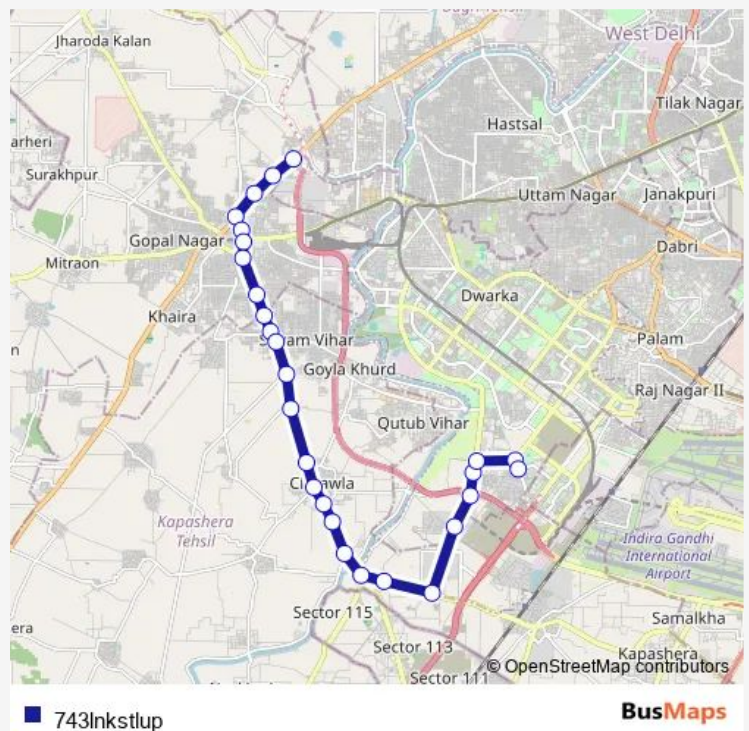 West Delhi
Jharoda Kalan
Tilak Nagar
Hastsal
arheri
Surakhpur
Uttam Nagar
Janakpuri
Gopal Nagar
Dabri
Mitraon
Dwarka
Khaira
Palam
n
Goyla Khurd
Raj Nagar II
Qutub Vihar
Kapashera
Tehsil
Indira Gandhi
International
Airport
Sector 115
Samalkha
era
Sector 113
Kapashera
Sector 111
© OpenStreetMap contributors
743lnkstlup
BusMaps